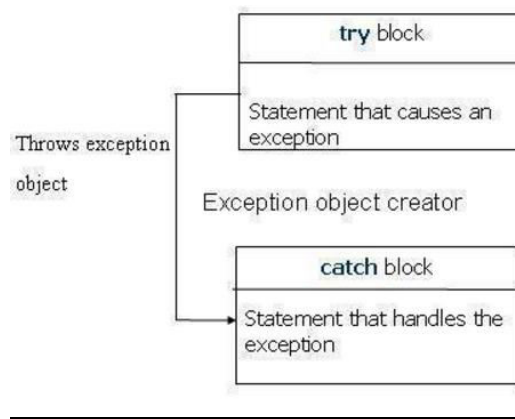 try block
Statement that causes an
exception
Throws exception
object
Exception object creator
catch block
Statement that handles the
exception